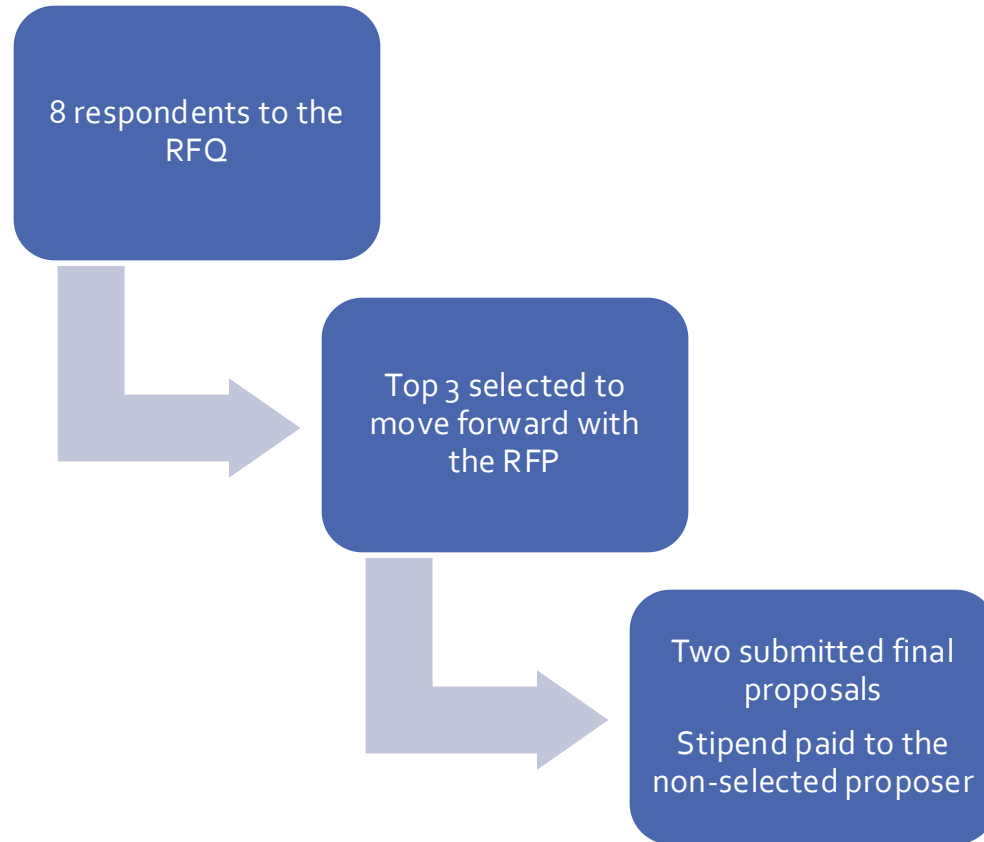 8 respondents to the
RFQ
Top 3 selected to
move forward with
the RFP
Two submitted final
proposals
Stipend paid to the
non-selected proposer